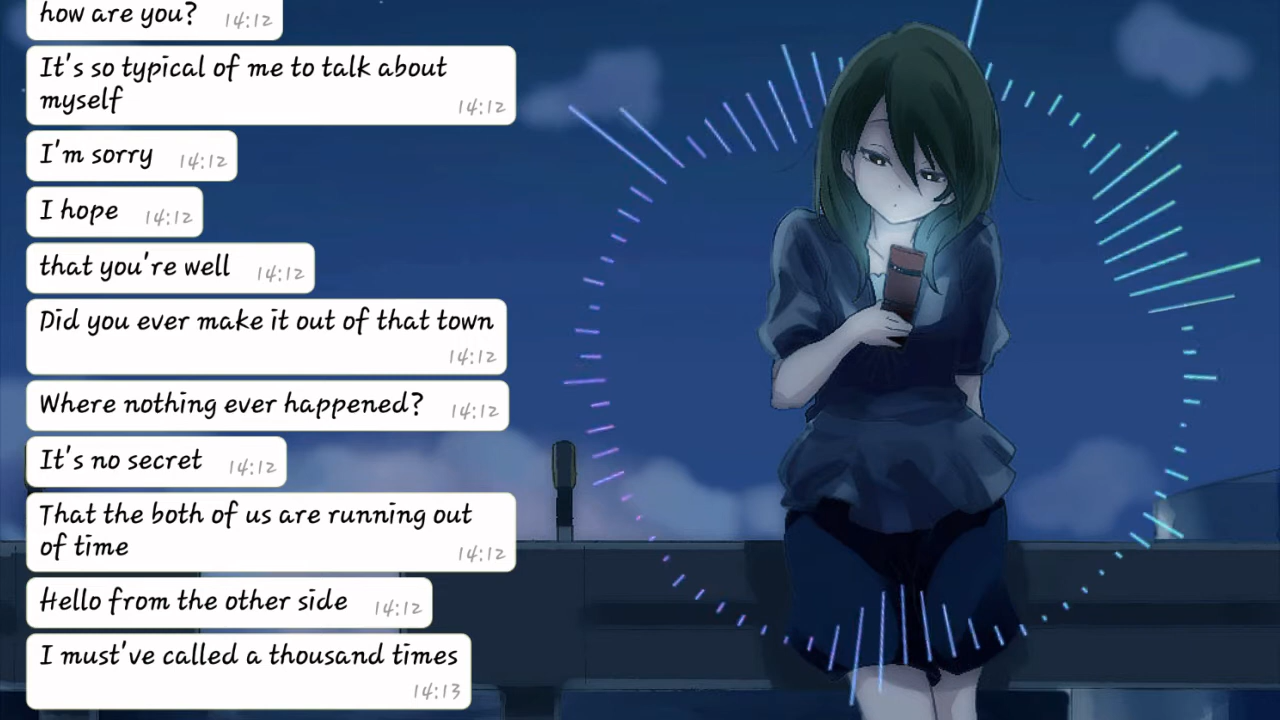 how are you? 14:12
It's so typical of me to talk about
myself 14:12
I'm sorry 14:12
I hope 14:12
that you're well 14:12
Did you ever make it out of that town
14:12
Where nothing ever happened? 14:12
It's no secret 14:12
That the both of us are running out
of time 14:12
Hello from the other side 14:12
I must've called a thousand times
14:13